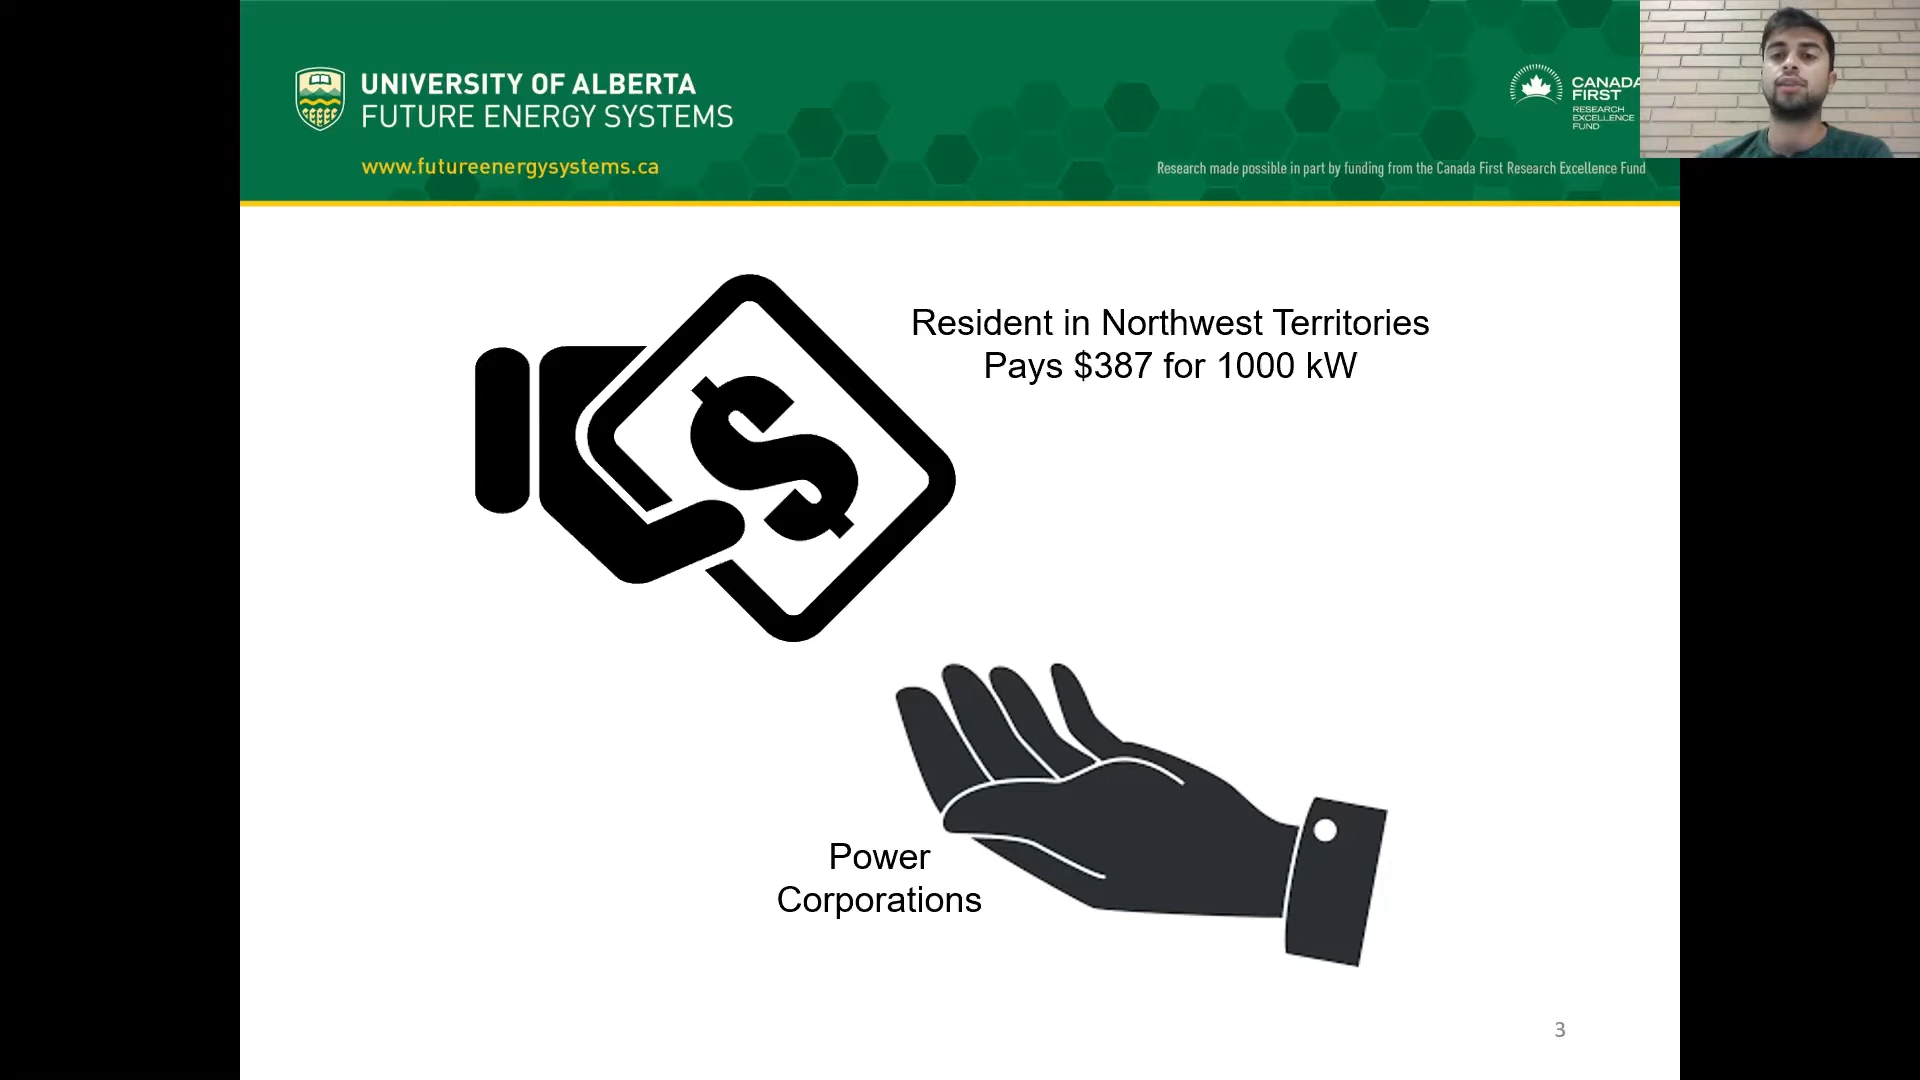 UNIVERSITY OF ALBERTA
FUTURE ENERGY SYSTEMS
www.futureenergysystems.ca
CANADA
FIRST
RESEARCH
EXCELLENCE
FUND
Research made possible in part by funding from the Canada First Research Excellence Fund
Resident in Northwest Territories
Pays $387 for 1000 kW
$
Power
Corporations
3